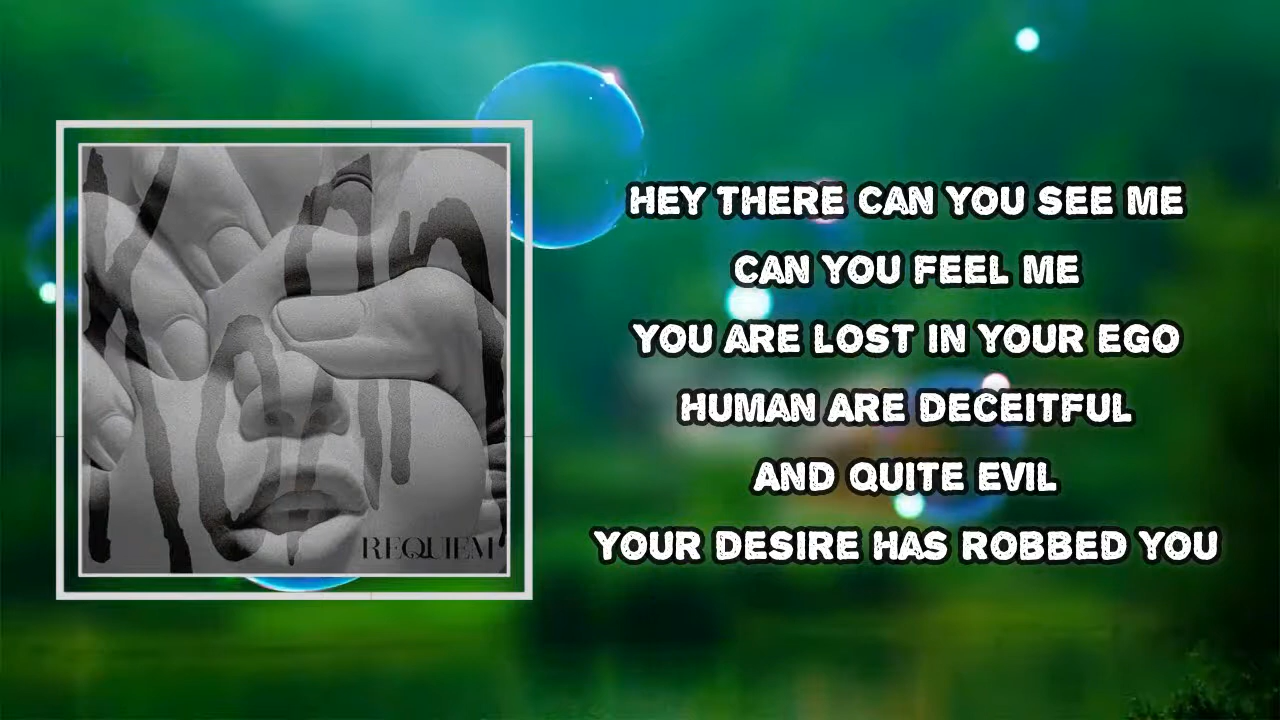 REQUIEM
HEY THERE CAN YOU SEE ME
CAN YOU FEEL ME
YOU ARE LOST IN YOUR EGO
HUMAN ARE DECEITFUL
AND QUITE EVIL
YOUR DESIRE HAS ROBBED YOU